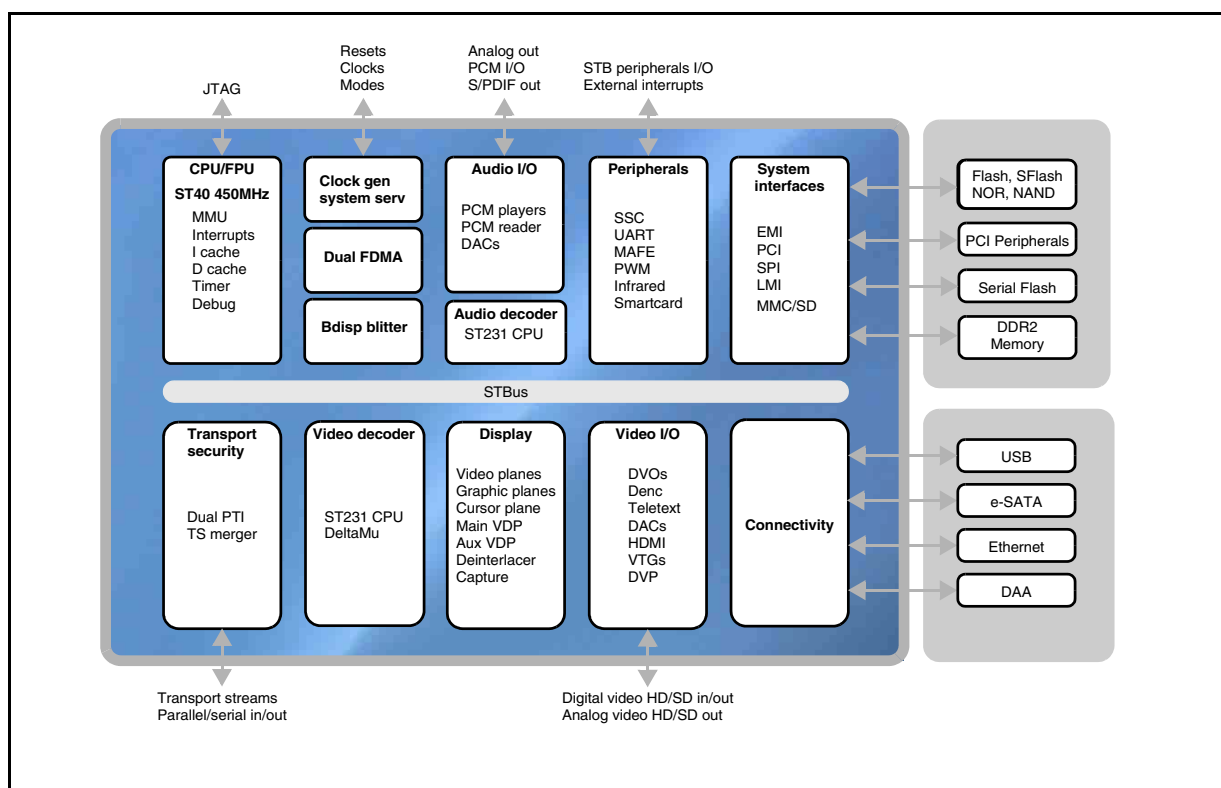 Resets
Clocks
Modes
Analog out
PCM I/O
S/PDIF out
STB peripherals I/O
External interrupts
JTAG
CPU/FPU
ST40 450MHz
MMU
Interrupts
I cache
D cache
Timer
Debug
Clock gen
system serv
Dual FDMA
Bdisp blitter
Audio I/O
PCM players
PCM reader
DACs
Audio decoder
ST231 CPU
Peripherals
SSC
UART
MAFE
PWM
Infrared
Smartcard
System
interfaces
EMI
PCI
SPI
LMI
MMC/SD
Flash, SFlash
NOR, NAND
PCI Peripherals
Serial Flash
DDR2
Memory
STBus
Transport
security
Dual PTI
TS merger
Video decoder
ST231 CPU
DeltaMu
Display
Video planes
Graphic planes
Cursor plane
Main VDP
Aux VDP
Deinterlacer
Capture
Video I/O
DVOs
Denc
Teletext
DACs
HDMI
VTGs
DVP
Connectivity
USB
e-SATA
Ethernet
DAA
Transport streams
Parallel/serial in/out
Digital video HD/SD in/out
Analog video HD/SD out